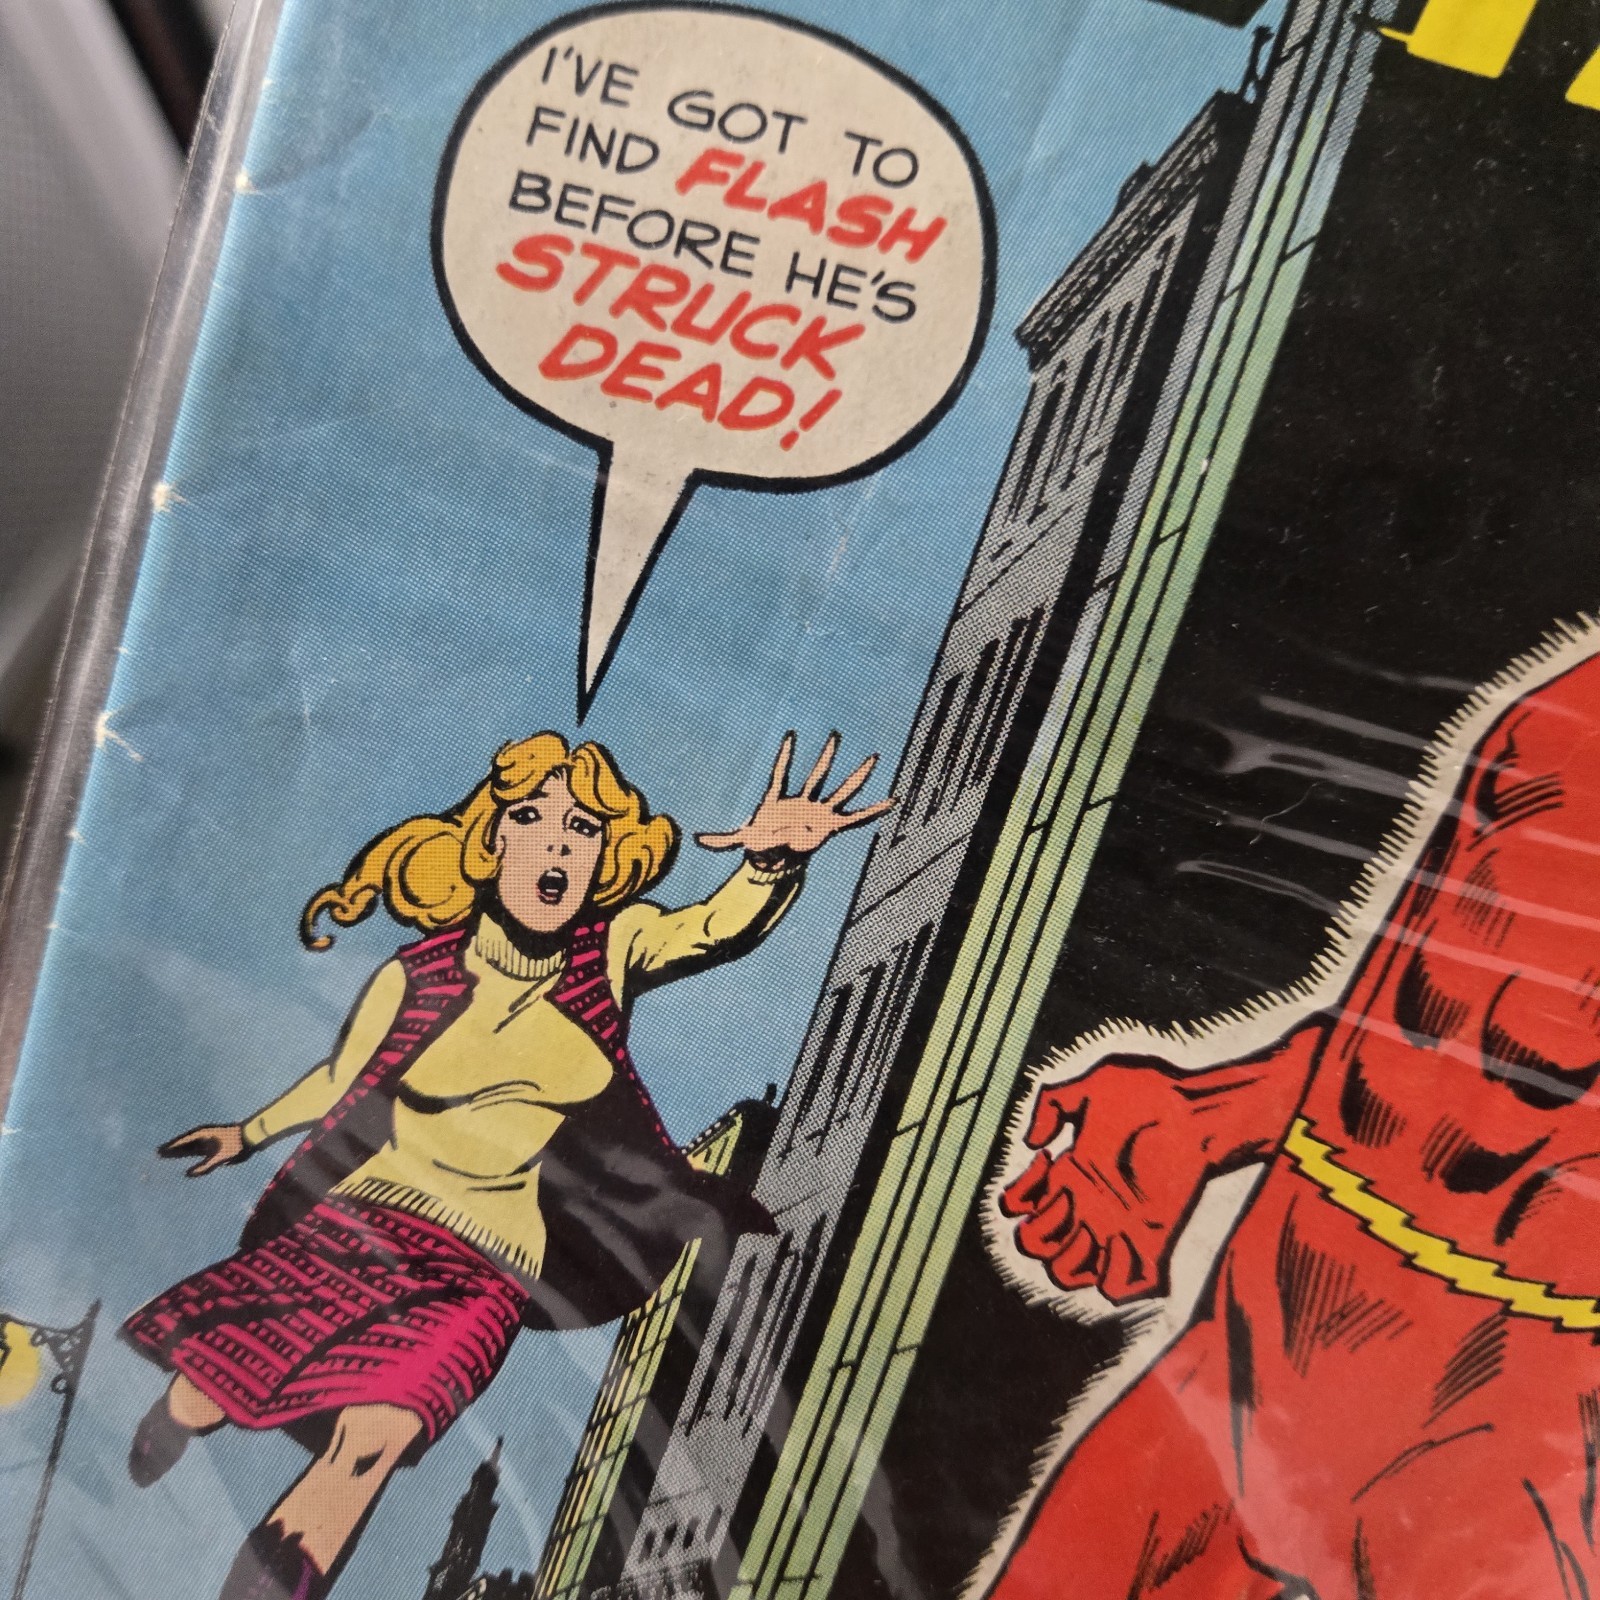 I'VE GOT TO
FIND FLASH
BEFORE HE'S
STRUCK
DEAD!